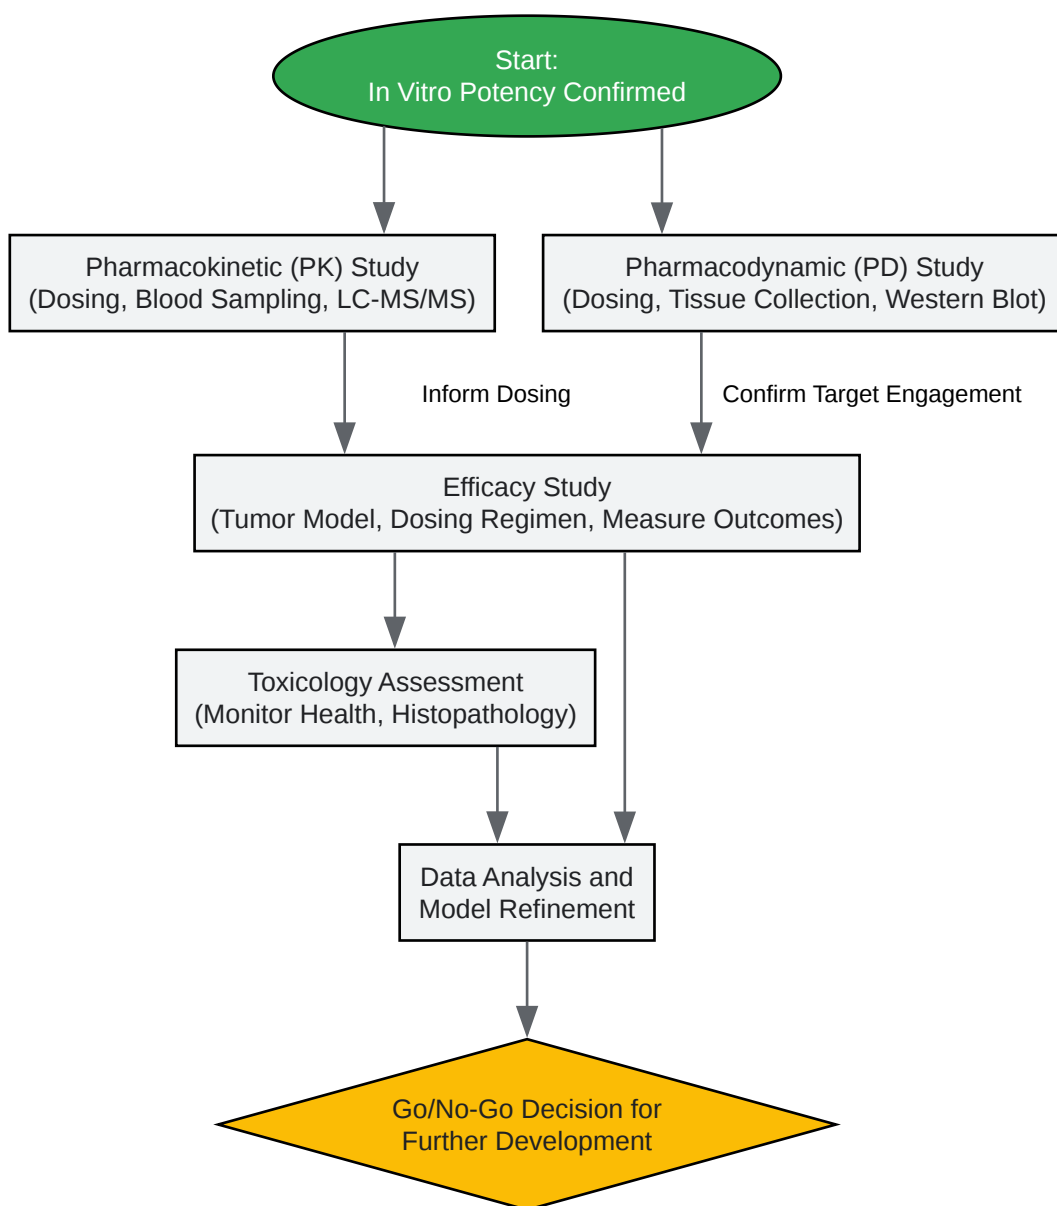 Start:
In Vitro Potency Confirmed
Pharmacokinetic (PK) Study
(Dosing, Blood Sampling, LC-MS/MS)
Pharmacodynamic (PD) Study
(Dosing, Tissue Collection, Western Blot)
Inform Dosing
Confirm Target Engagement
Efficacy Study
(Tumor Model, Dosing Regimen, Measure Outcomes)
Toxicology Assessment
(Monitor Health, Histopathology)
Data Analysis and
Model Refinement
Go/No-Go Decision for
Further Development